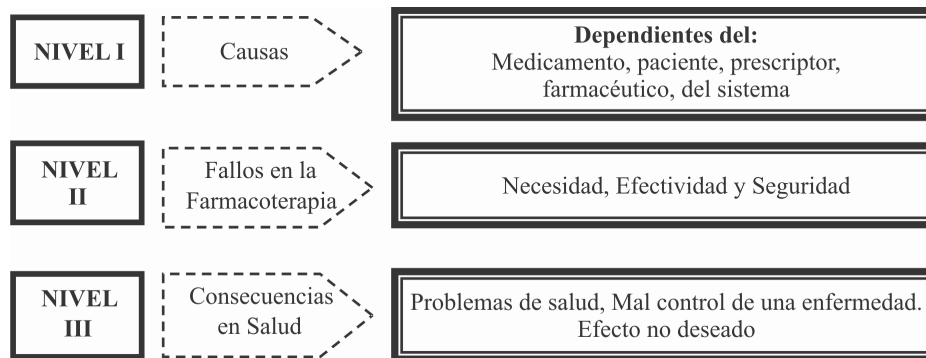 NIVEL I
Causas
Dependientes del:
Medicamento, paciente, prescriptor,
farmacéutico, del sistema
NIVEL
II
Fallos en la
Farmacoterapia
Necesidad, Efectividad y Seguridad
NIVEL
III
Consecuencias
en Salud
Problemas de salud, Mal control de una enfermedad.
Efecto no deseado